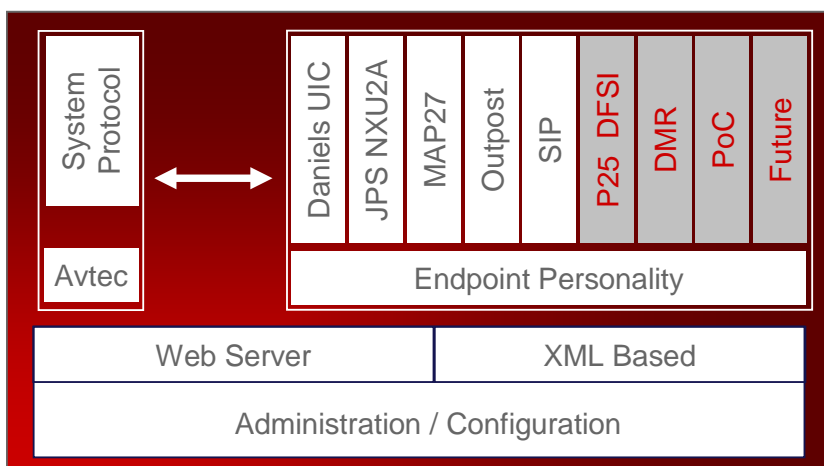 System
Protocol
Avtec
Daniels UIC
JPS NXU2A
MAP27
Outpost
SIP
P25 DFSI
DMR
PoC
Future
Endpoint Personality
Web Server
XML Based
Administration / Configuration